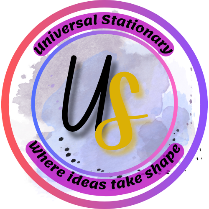 Universal Stationary
US
Where ideas take shape